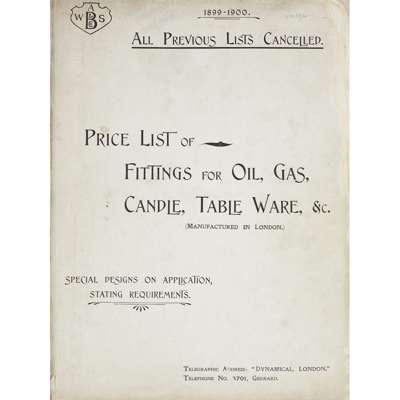 W A S
B E
1899-1900.
ALL PREVIOUS LISTS CANCELLED.
PRICE LIST OF
FITTINGS FOR OIL, GAS,
CANDLE, TABLE WARE, &c.
(MANUFACTURED IN LONDON.)
SPECIAL DESIGNS ON APPLICATION,
STATING REQUIREMENTS.
TELEGRAPHIC ADDRESS: "DYNAMICAL, LONDON."
TELEPHONE NO. 1701, GERRARD.